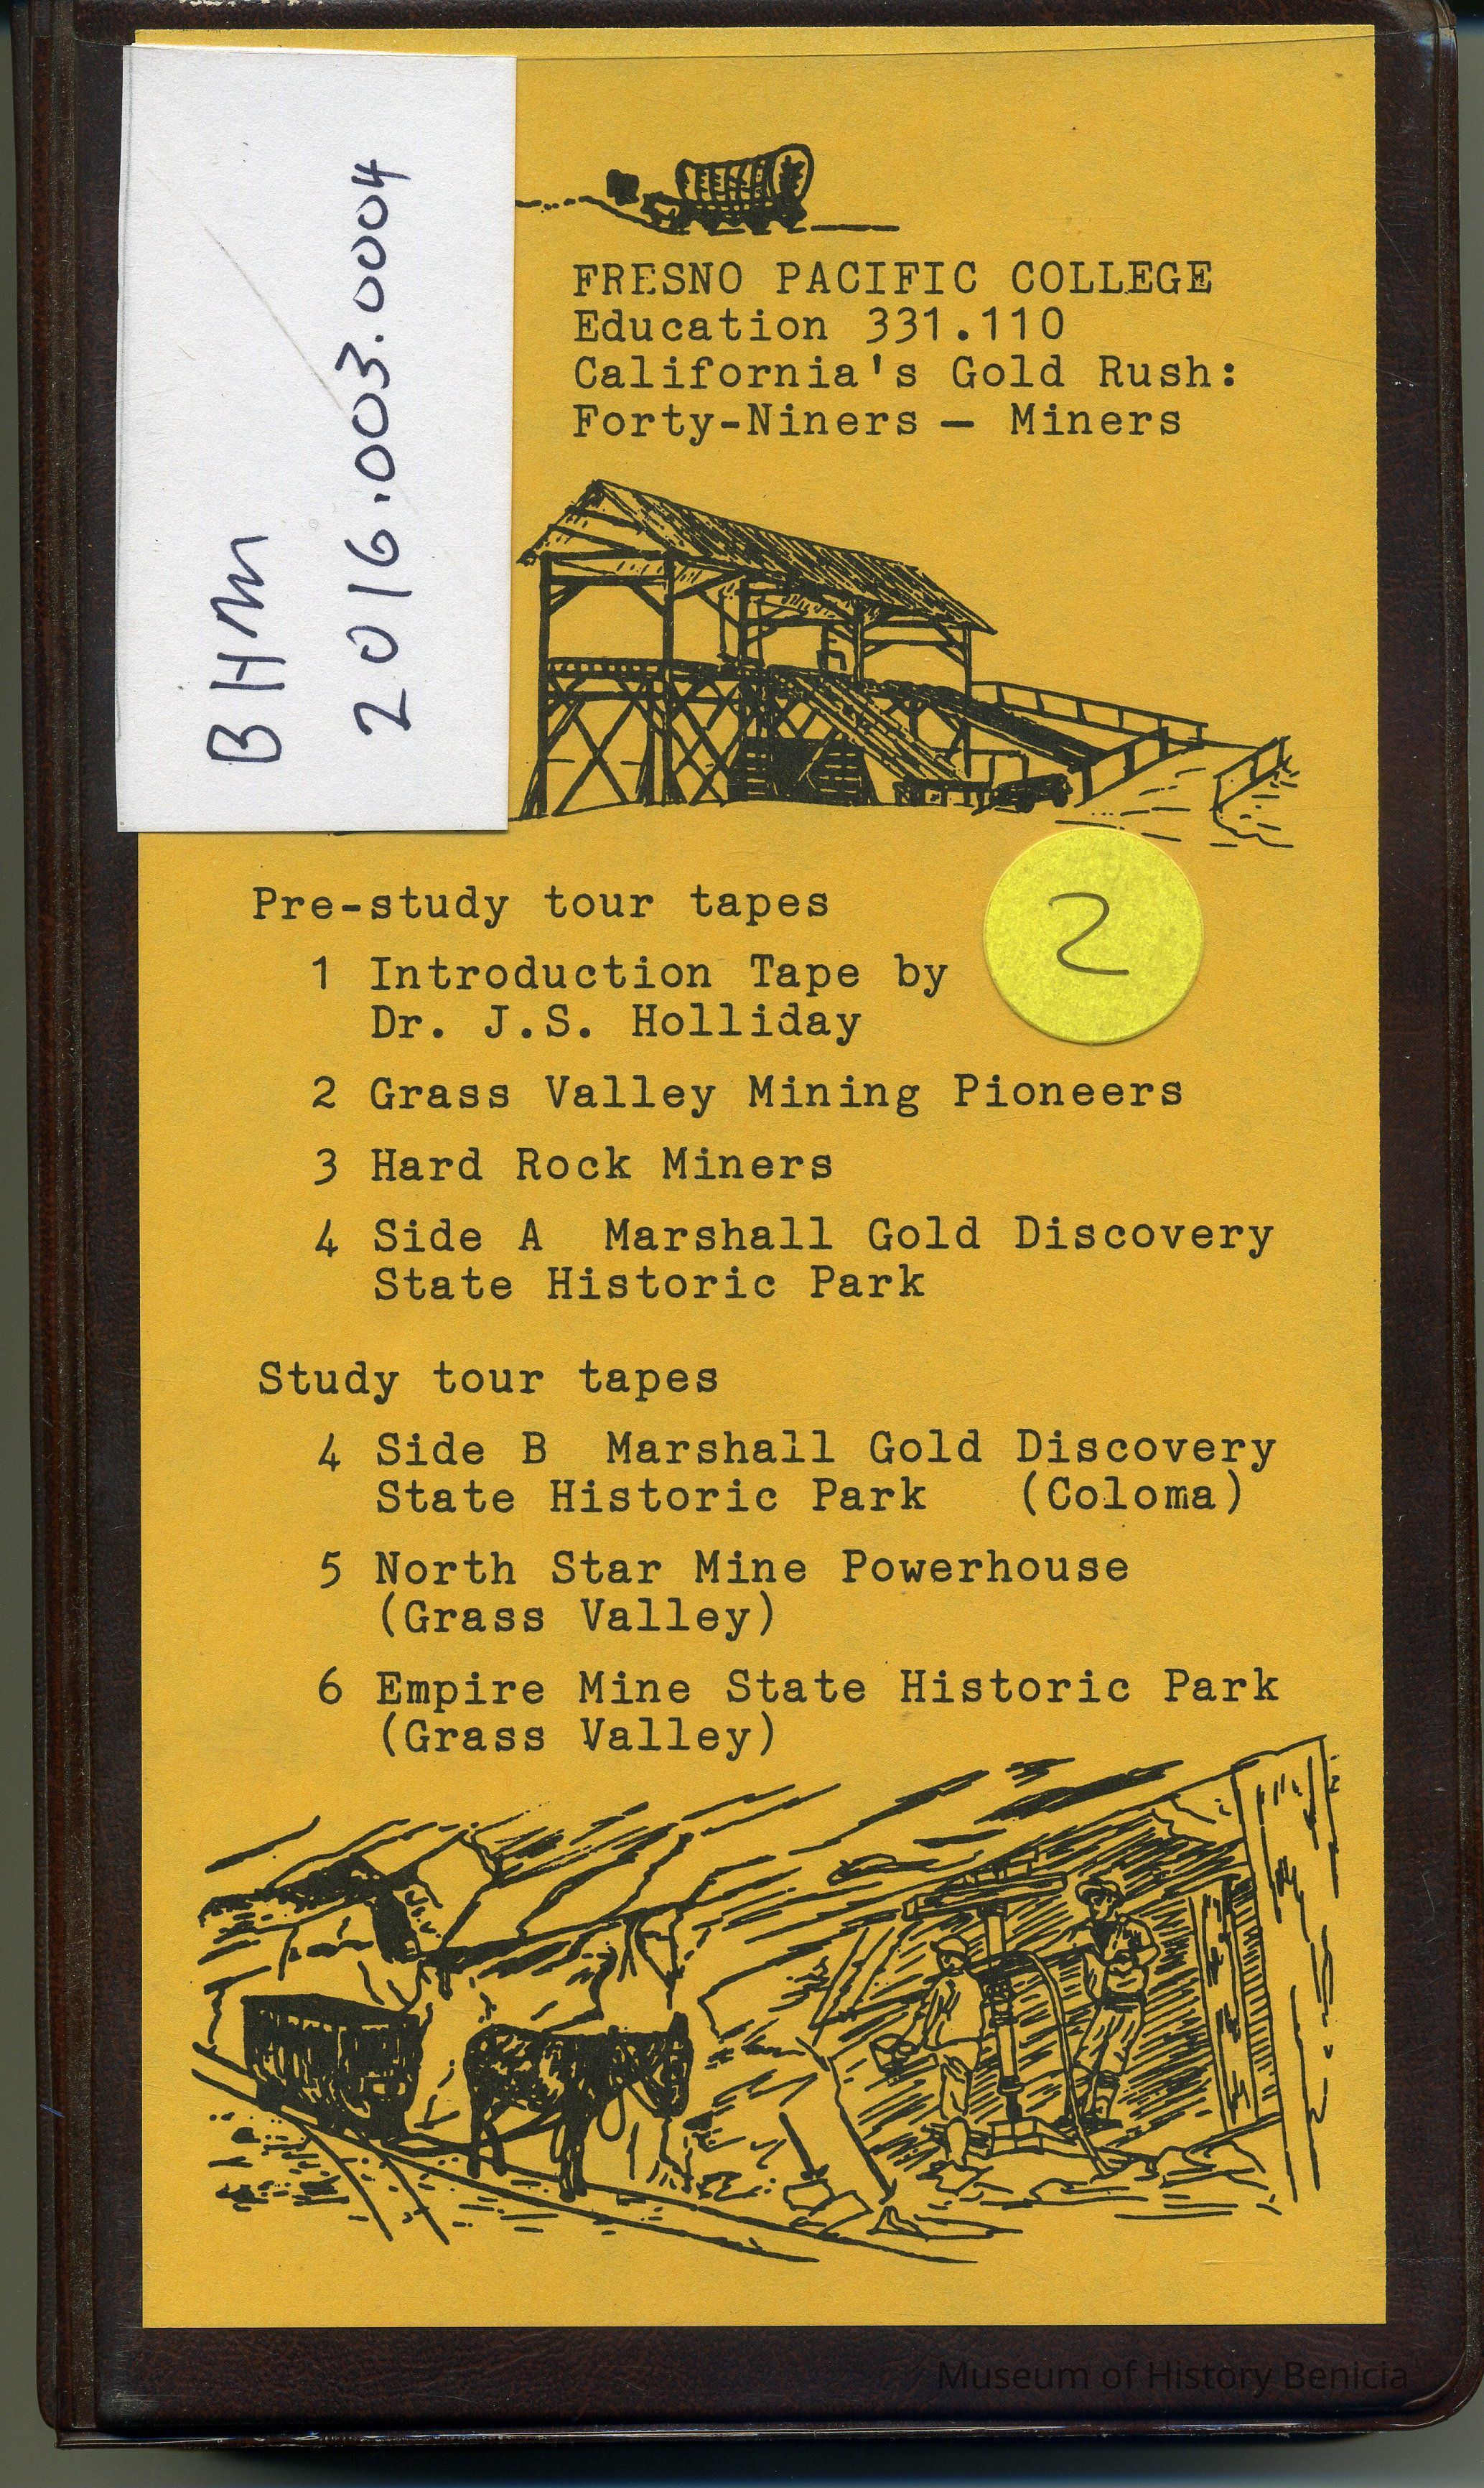 BHM
2016.003.0004
FRESNO PACIFIC COLLEGE
Education 331.110
California's Gold Rush:
Forty-Niners — Miners
2
Pre-study tour tapes
1 Introduction Tape by
Dr. J.S. Holliday
2 Grass Valley Mining Pioneers
3 Hard Rock Miners
4 Side A Marshall Gold Discovery
State Historic Park
Study tour tapes
4 Side B Marshall Gold Discovery
State Historic Park (Coloma)
5 North Star Mine Powerhouse
(Grass Valley)
6 Empire Mine State Historic Park
(Grass Valley)
Museum of History Benicia